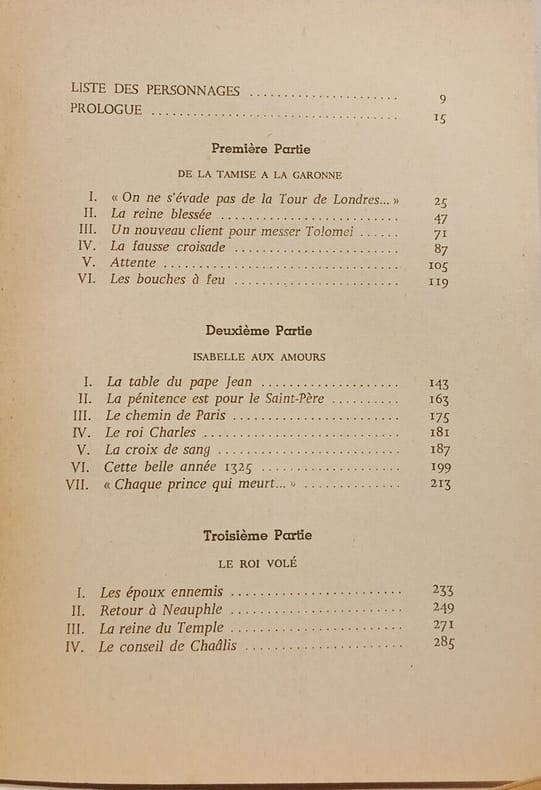 LISTE DES PERSONNAGES ..................... 9
PROLOGUE ................................... 15
Première Partie
DE LA TAMISE A LA GARONNE
I. « On ne s'évade pas de la Tour de Londres... » 25
II. La reine blessée .......................... 47
III. Un nouveau client pour messer Tolomei ...... 71
IV. La fausse croisade ........................ 87
V. Attente .................................. 105
VI. Les bouches à feu ........................ 119
Deuxième Partie
ISABELLE AUX AMOURS
I. La table du pape Jean .................... 143
II. La pénitence est pour le Saint-Père .......... 163
III. Le chemin de Paris ........................ 175
IV. Le roi Charles ............................ 181
V. La croix de sang .......................... 187
VI. Cette belle année 1325 .................... 199
VII. « Chaque prince qui meurt... » .............. 213
Troisième Partie
LE ROI VOLÉ
I. Les époux ennemis ........................ 233
II. Retour à Neauphle ........................ 249
III. La reine du Temple ........................ 271
IV. Le conseil de Chaâlis ...................... 285